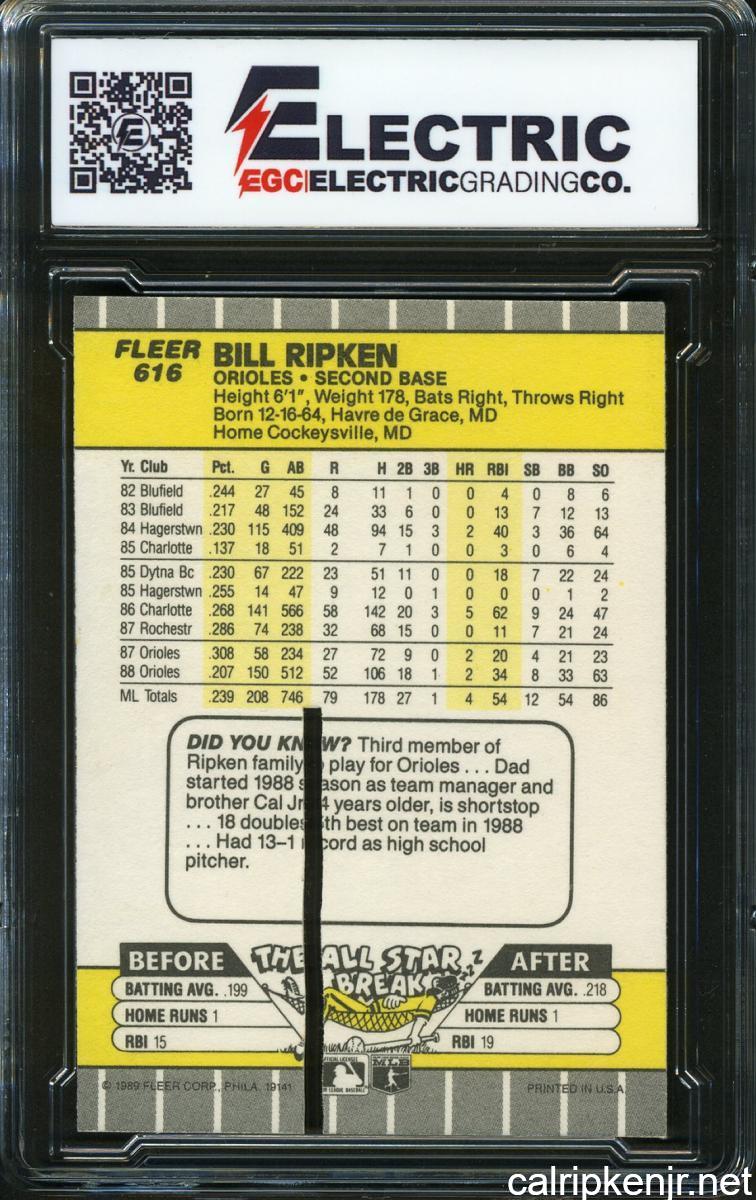 ELECTRIC
EGC|ELECTRICGRADINGCO.
FLEER
616
BILL RIPKEN
ORIOLES • SECOND BASE
Height 6'1", Weight 178, Bats Right, Throws Right
Born 12-16-64, Havre de Grace, MD
Home Cockeysville, MD
Yr. Club Pct. G AB R H 2B 3B HR RBI SB BB SO
82 Blufield .244 27 45 8 11 1 0 0 4 0 8 6
83 Blufield .217 48 152 24 33 6 0 0 13 7 12 13
84 Hagerstwn .230 115 409 48 94 15 3 2 40 3 36 64
85 Charlotte .137 18 51 2 7 1 0 0 3 0 6 4
85 Dytna Bc .230 67 222 23 51 11 0 0 18 7 22 24
85 Hagerstwn .255 14 47 9 12 0 1 0 0 0 1 2
86 Charlotte .268 141 566 58 142 20 3 5 62 9 24 47
87 Rochestr .286 74 238 32 68 15 0 0 11 7 21 24
87 Orioles .308 58 234 27 72 9 0 2 20 4 21 23
88 Orioles .207 150 512 52 106 18 1 2 34 8 33 63
ML Totals .239 208 746 79 178 27 1 4 54 12 54 86
DID YOU KN W? Third member of
Ripken family play for Orioles . . . Dad
started 1988 ason as team manager and
brother Cal Jr 4 years older, is shortstop
. . . 18 doubles th best on team in 1988
. . . Had 13-1 cord as high school
pitcher.
BEFORE
BATTING AVG. .199
HOME RUNS 1
RBI 15
THE ALL STAR
BREAK
ZZZ
AFTER
BATTING AVG. .218
HOME RUNS 1
RBI 19
© 1989 FLEER CORP., PHILA. 19141
MLB
PRINTED IN U.S.A.
calripkenjr.net